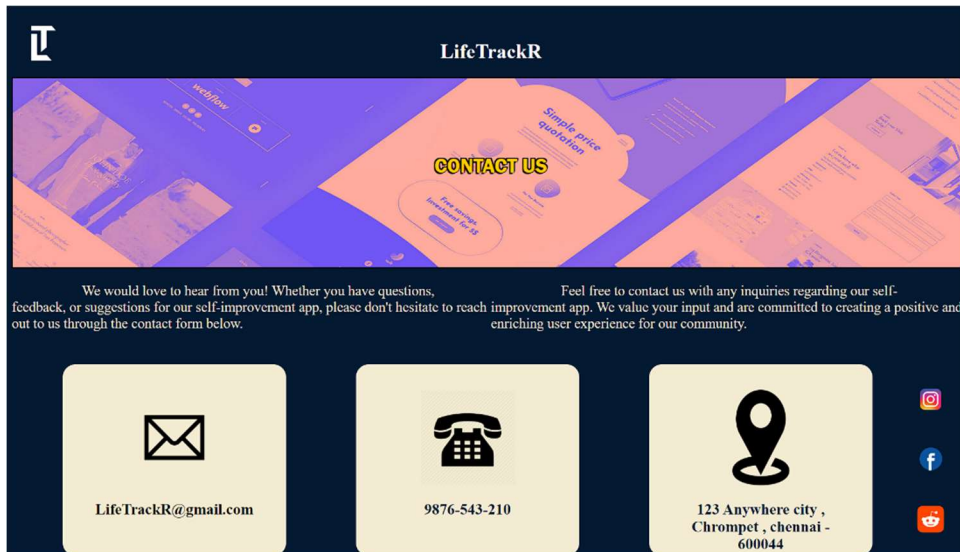 LT
LifeTrackR
webflow
Simple price
quotation
Free savings,
Investment for $$
CONTACT US
We would love to hear from you! Whether you have questions,
feedback, or suggestions for our self-improvement app, please don't hesitate to reach
out to us through the contact form below.
Feel free to contact us with any inquiries regarding our self-
improvement app. We value your input and are committed to creating a positive and
enriching user experience for our community.
LifeTrackR@gmail.com
9876-543-210
123 Anywhere city ,
Chrompet , chennai -
600044